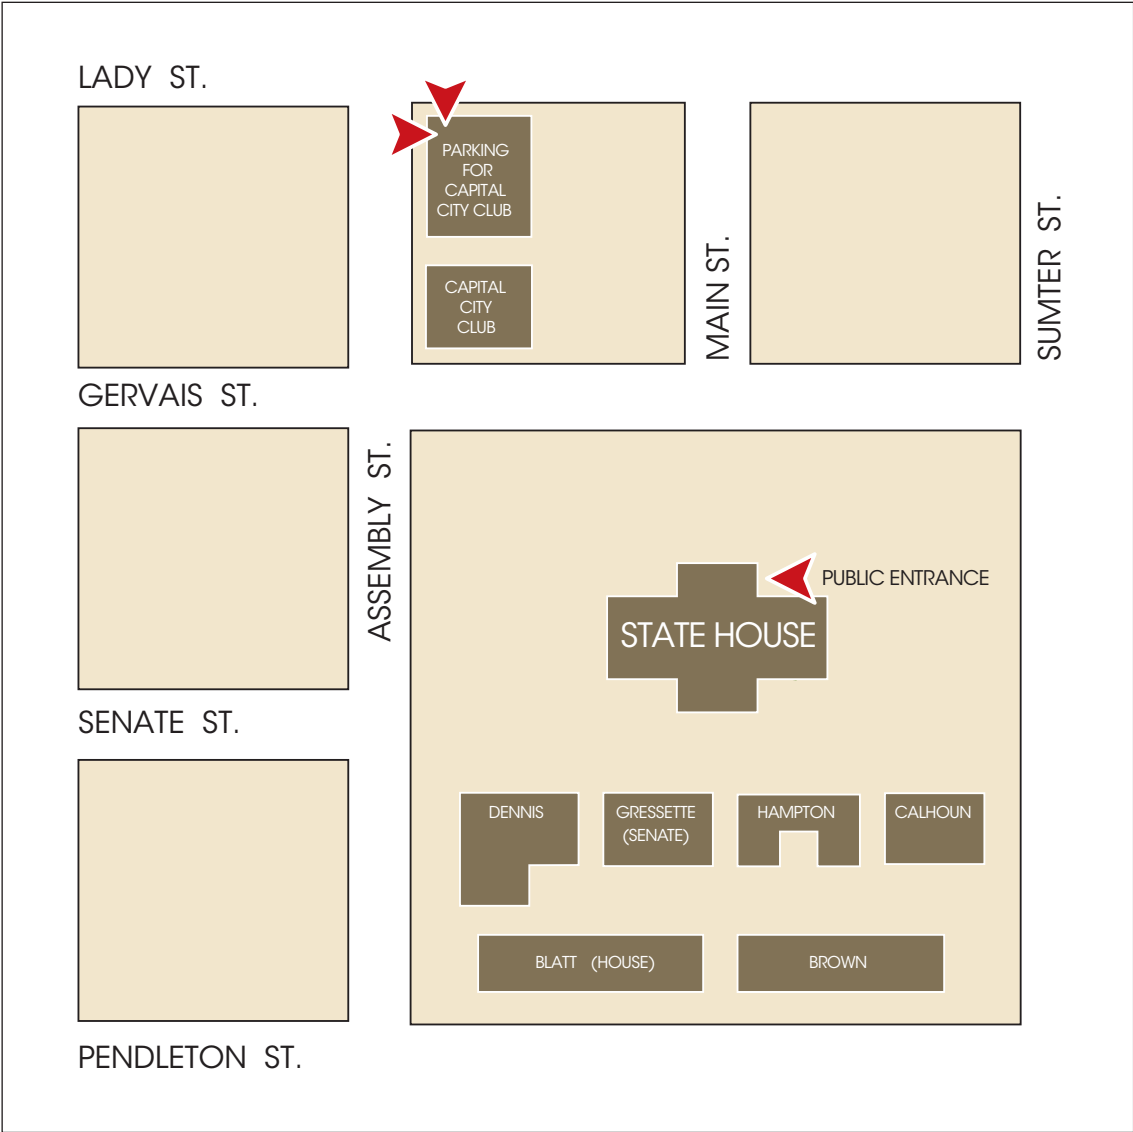 LADY ST.
PARKING
FOR
CAPITAL
CITY CLUB
CAPITAL
CITY
CLUB
MAIN ST.
SUMTER ST.
GERVAIS ST.
ASSEMBLY ST.
PUBLIC ENTRANCE
STATE HOUSE
SENATE ST.
DENNIS
GRESSETTE
(SENATE)
HAMPTON
CALHOUN
BLATT (HOUSE)
BROWN
PENDLETON ST.